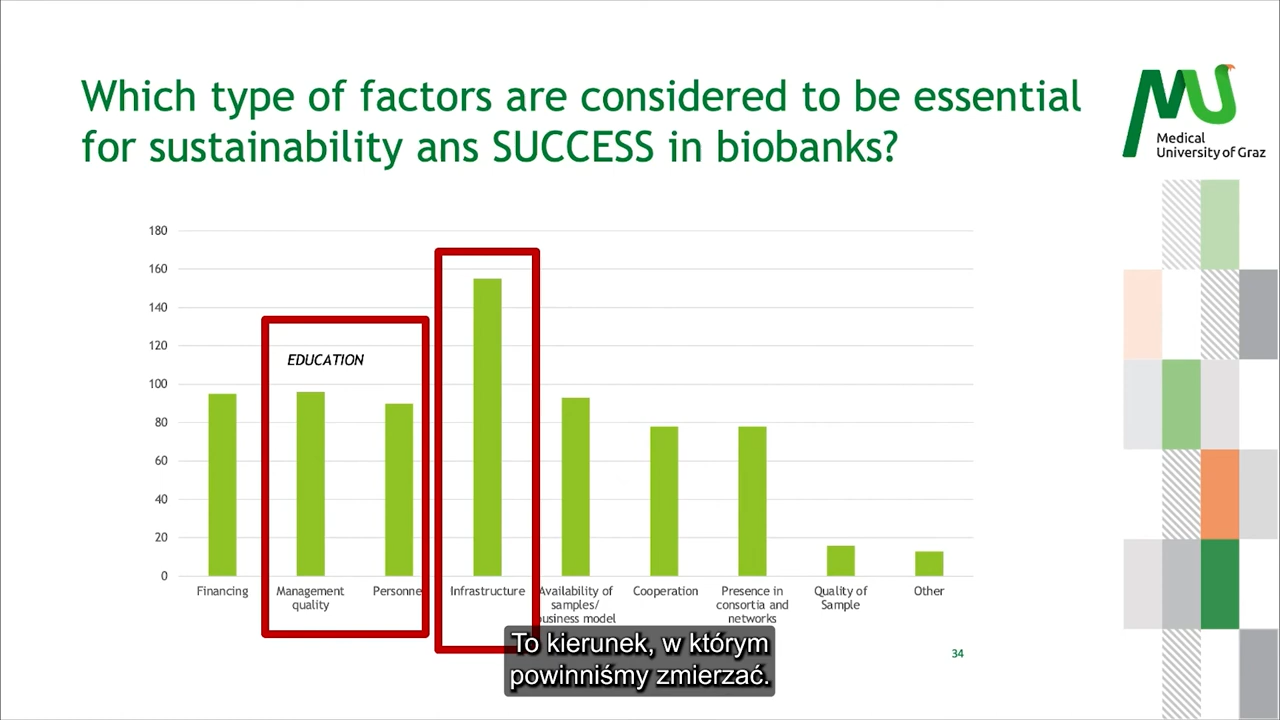 Which type of factors are considered to be essential
for sustainability ans SUCCESS in biobanks?
Medical
University of Graz
180
160
140
120
100
80
60
40
20
0
EDUCATION
Financing
Management
quality
Personne
Infrastructure
Availability of
samples/
business model
Cooperation
Presence in
consortia and
networks
Quality of
Sample
Other
To kierunek, w którym
powinniśmy zmierzać.
34